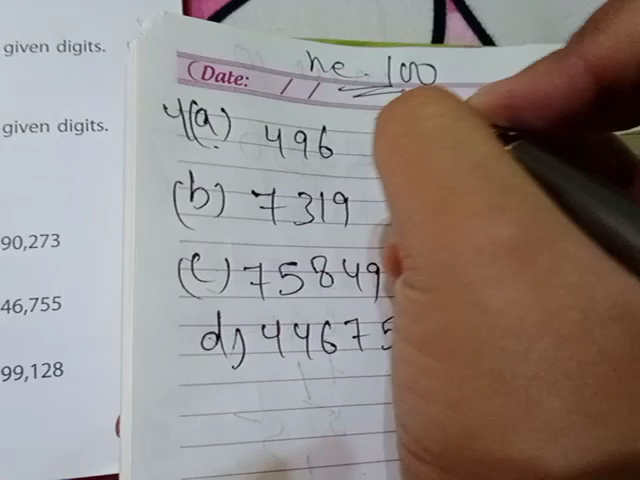 given digits.
given digits.
90,273
46,755
99,128
ne. 100
Date: / /
4(a) 496
(b) 7319
(c) 75849
d) 44675